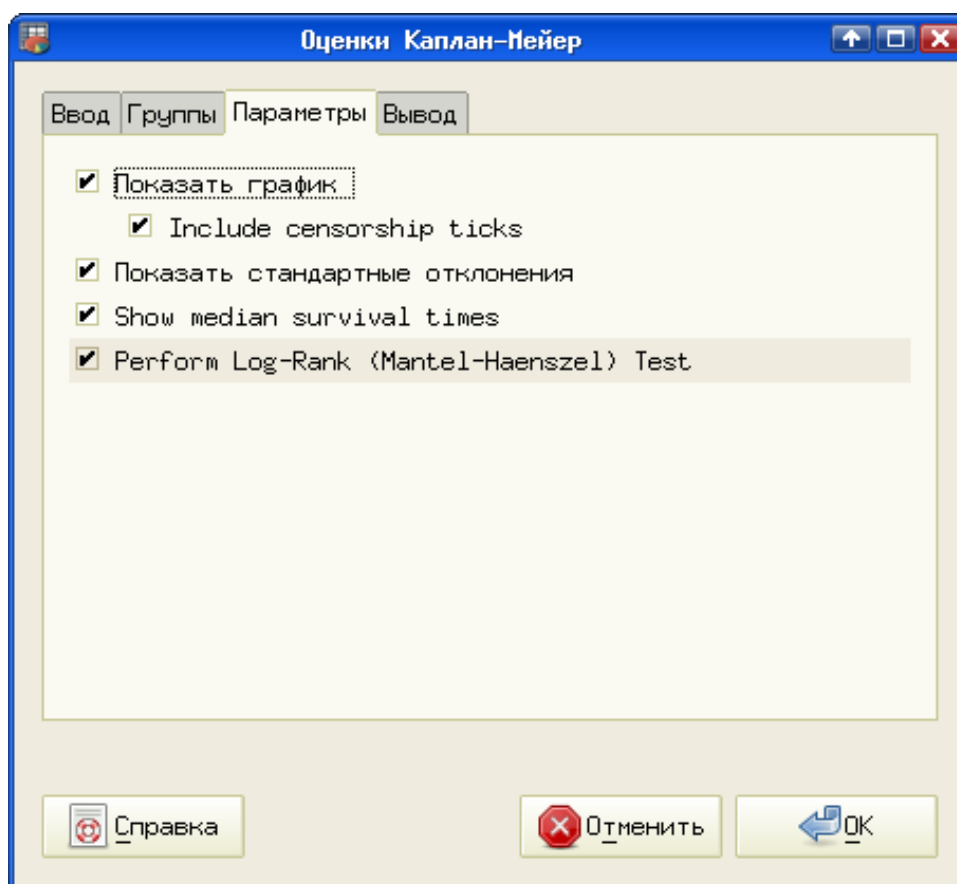 Оценки Каплан-Мейер
Ввод Группы Параметры Вывод
Показать график
Include censorship ticks
Показать стандартные отклонения
Show median survival times
Perform Log-Rank (Mantel-Haenszel) Test
Справка Отменить OK